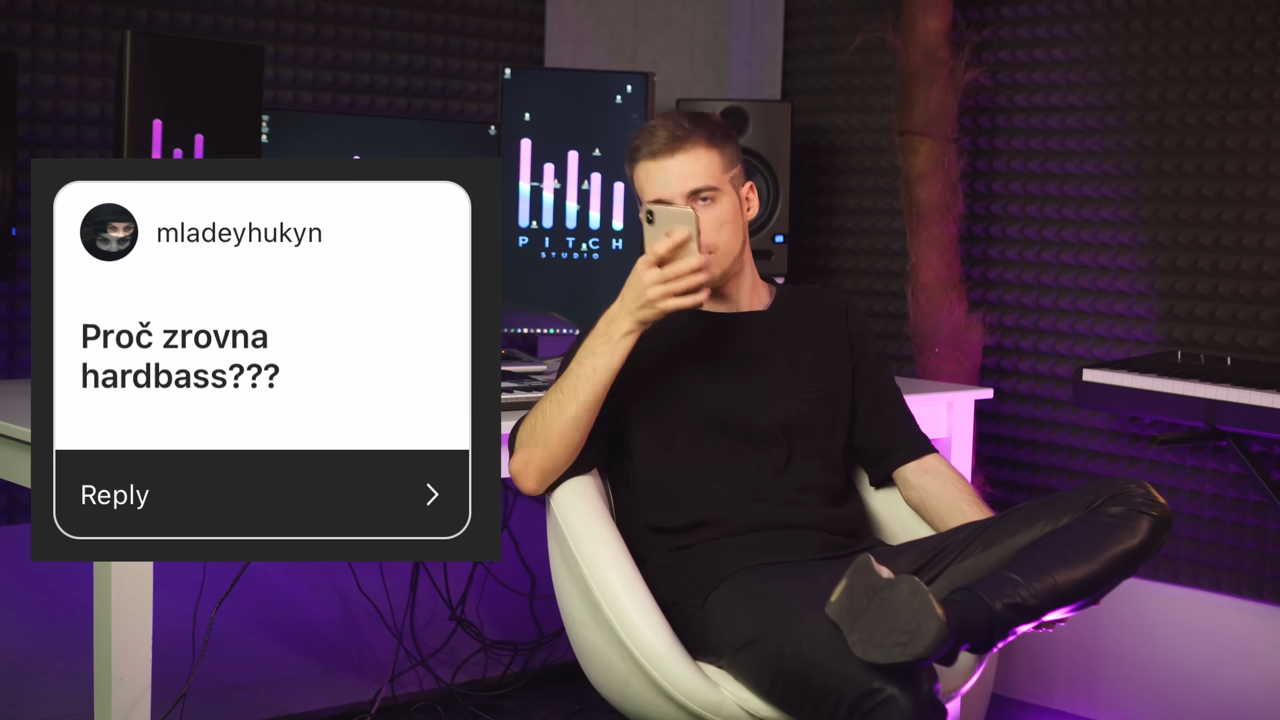 mladeyhukyn
Proč zrovna
hardbass???
Reply
PITCH
STUDIO